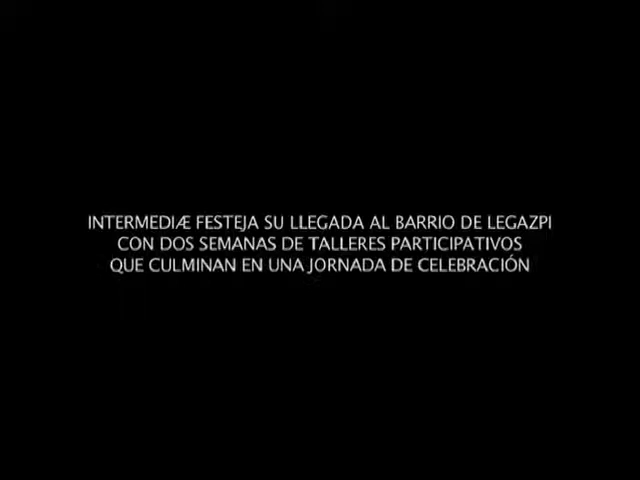 INTERMEDIÆ FESTEJA SU LLEGADA AL BARRIO DE LEGAZPI
CON DOS SEMANAS DE TALLERES PARTICIPATIVOS
QUE CULMINAN EN UNA JORNADA DE CELEBRACIÓN